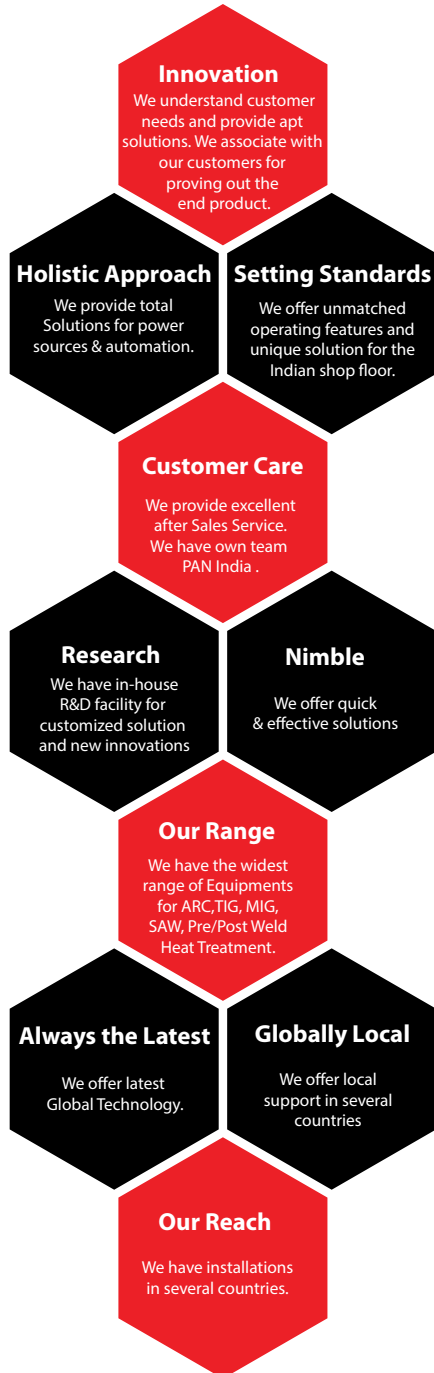 Innovation
We understand customer
needs and provide apt
solutions. We associate with
our customers for
proving out the
end product.
Holistic Approach
We provide total
Solutions for power
sources & automation.
Setting Standards
We offer unmatched
operating features and
unique solution for the
Indian shop floor.
Customer Care
We provide excellent
after Sales Service.
We have own team
PAN India .
Research
We have in-house
R&D facility for
customized solution
and new innovations
Nimble
We offer quick
& effective solutions
Our Range
We have the widest
range of Equipments
for ARC,TIG, MIG,
SAW, Pre/Post Weld
Heat Treatment.
Always the Latest
We offer latest
Global Technology.
Globally Local
We offer local
support in several
countries
Our Reach
We have installations
in several countries.